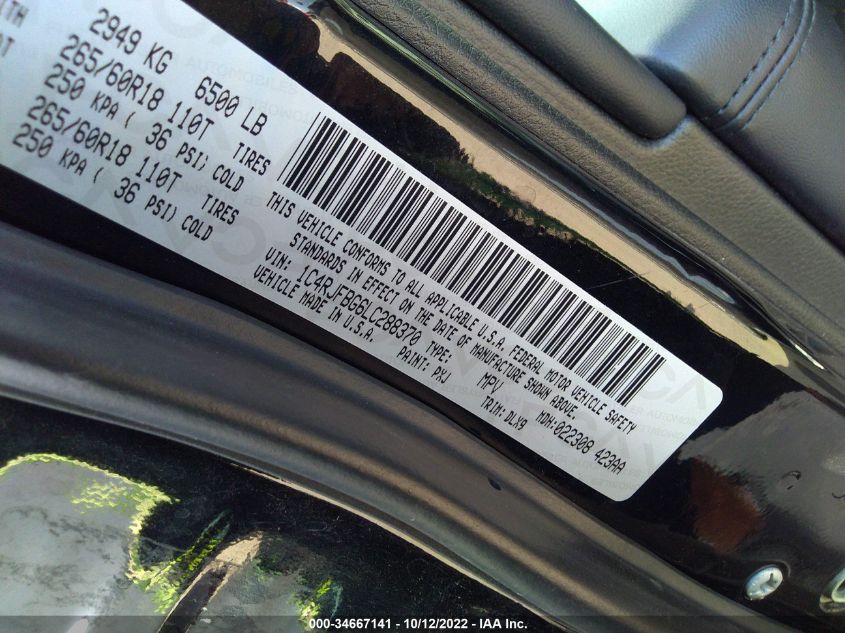 ITH
2949 KG 6500 LB
265/60R18 110T TIRES
250 KPA ( 36 PSI) COLD
265/60R18 110T TIRES
250 KPA ( 36 PSI) COLD
THIS VEHICLE CONFORMS TO ALL APPLICABLE U.S.A. FEDERAL MOTOR VEHICLE SAFETY
STANDARDS IN EFFECT ON THE DATE OF MANUFACTURE SHOWN ABOVE.
VIN: 1C4RJFBG6LC288370 TYPE: MPV MDH:022308 423AA
VEHICLE MADE IN U.S.A. PAINT: PXJ TRIM: DLX9
000-34667141 - 10/12/2022 - IAA Inc.